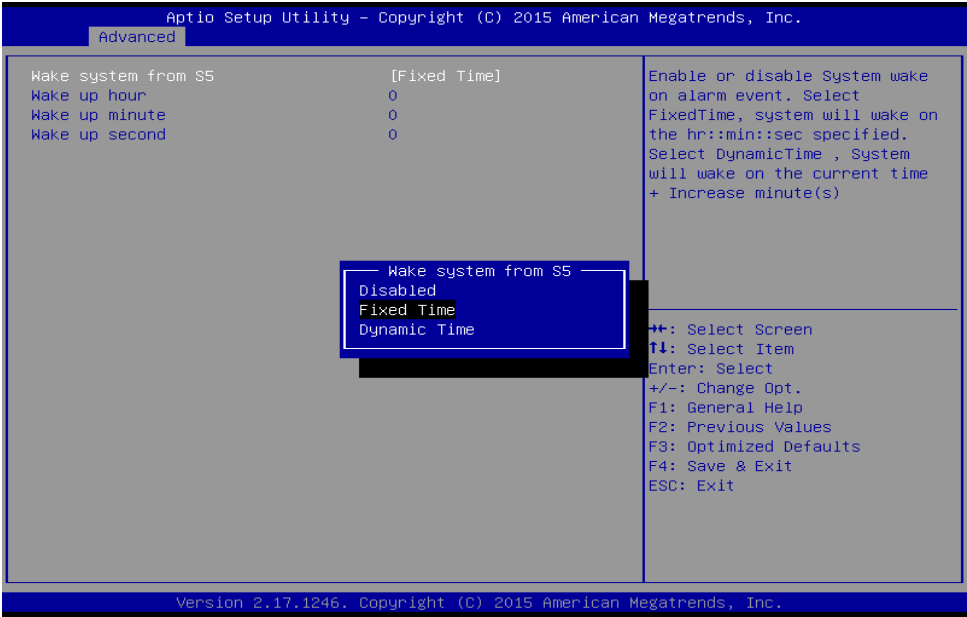 Aptio Setup Utility – Copyright (C) 2015 American Megatrends, Inc.
Advanced
Wake system from S5 [Fixed Time]
Wake up hour 0
Wake up minute 0
Wake up second 0
Enable or disable System wake
on alarm event. Select
FixedTime, system will wake on
the hr::min::sec specified.
Select DynamicTime , System
will wake on the current time
+ Increase minute(s)
Wake system from S5
Disabled
Fixed Time
Dynamic Time
→←: Select Screen
↑↓: Select Item
Enter: Select
+/-: Change Opt.
F1: General Help
F2: Previous Values
F3: Optimized Defaults
F4: Save & Exit
ESC: Exit
Version 2.17.1246. Copyright (C) 2015 American Megatrends, Inc.